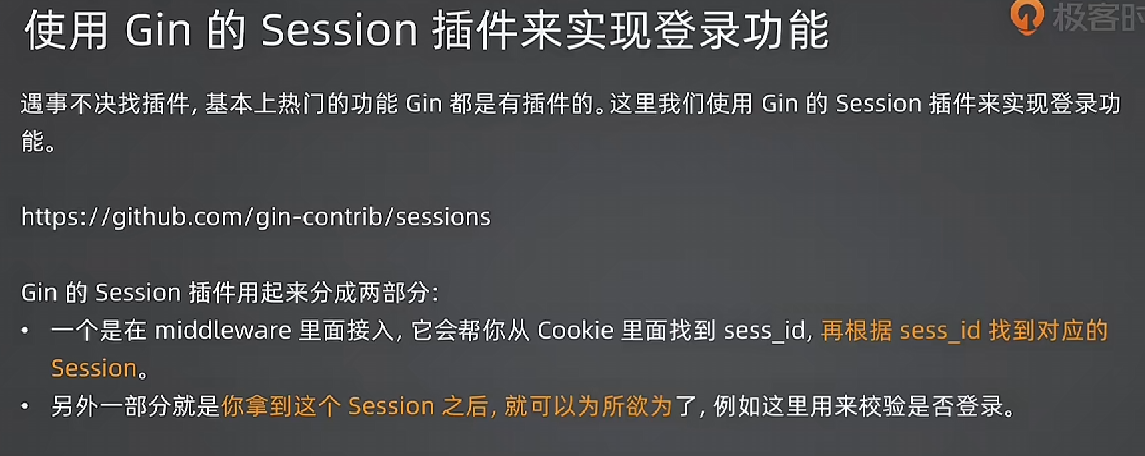 使用 Gin 的 Session 插件来实现登录功能
极客时
遇事不决找插件, 基本上热门的功能 Gin 都是有插件的。这里我们使用 Gin 的 Session 插件来实现登录功
能。
https://github.com/gin-contrib/sessions
Gin 的 Session 插件用起来分成两部分:
• 一个是在 middleware 里面接入, 它会帮你从 Cookie 里面找到 sess_id, 再根据 sess_id 找到对应的
Session。
• 另外一部分就是你拿到这个 Session 之后, 就可以为所欲为了, 例如这里用来校验是否登录。